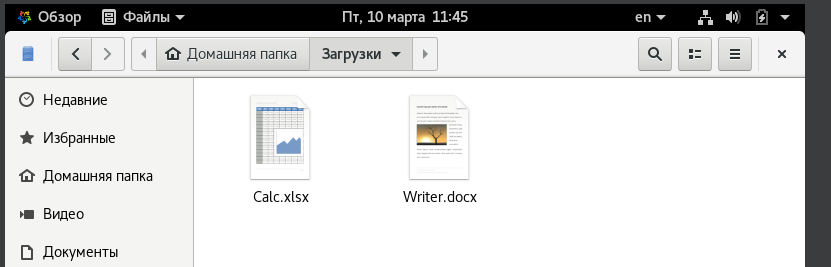 Обзор Файлы Пт, 10 марта 11:45 en
Домашняя папка Загрузки
Недавние
Избранные
Домашняя папка
Видео
Документы
Calc.xlsx Writer.docx